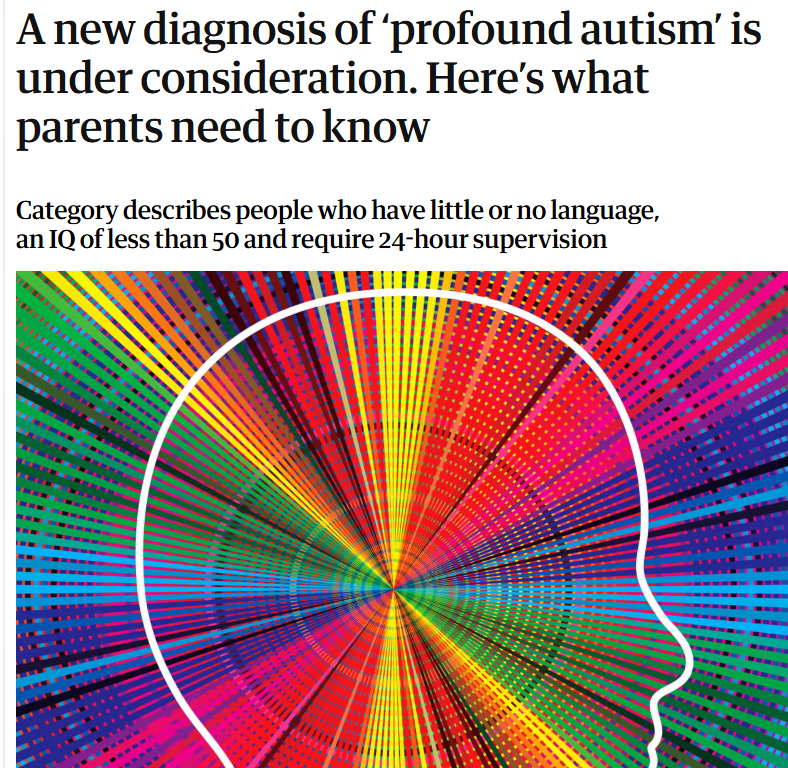 A new diagnosis of ‘profound autism’ is
under consideration. Here’s what
parents need to know
Category describes people who have little or no language,
an IQ of less than 50 and require 24-hour supervision